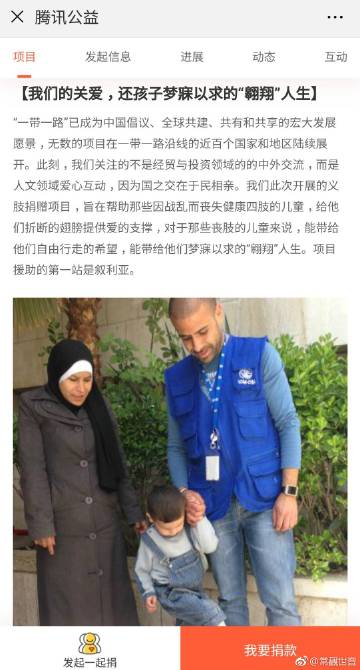 腾讯公益
项目 发起信息 进展 动态 互动
【我们的关爱，还孩子梦寐以求的“翱翔”人生】
“一带一路”已成为中国倡议、全球共建、共有和共享的宏大发展
愿景，无数的项目在一带一路沿线的近百个国家和地区陆续展
开。此刻，我们关注的不是经贸与投资领域的的中外交流，而是
人文领域爱心互动，因为国之交在于民相亲。我们此次开展的义
肢捐赠项目，旨在帮助那些因战乱而丧失健康四肢的儿童，给他
们折断的翅膀提供爱的支撑，对于那些丧肢的儿童来说，能带给
他们自由行走的希望，能带给他们梦寐以求的“翱翔”人生。项目
援助的第一站是叙利亚。
发起一起捐
我要捐款